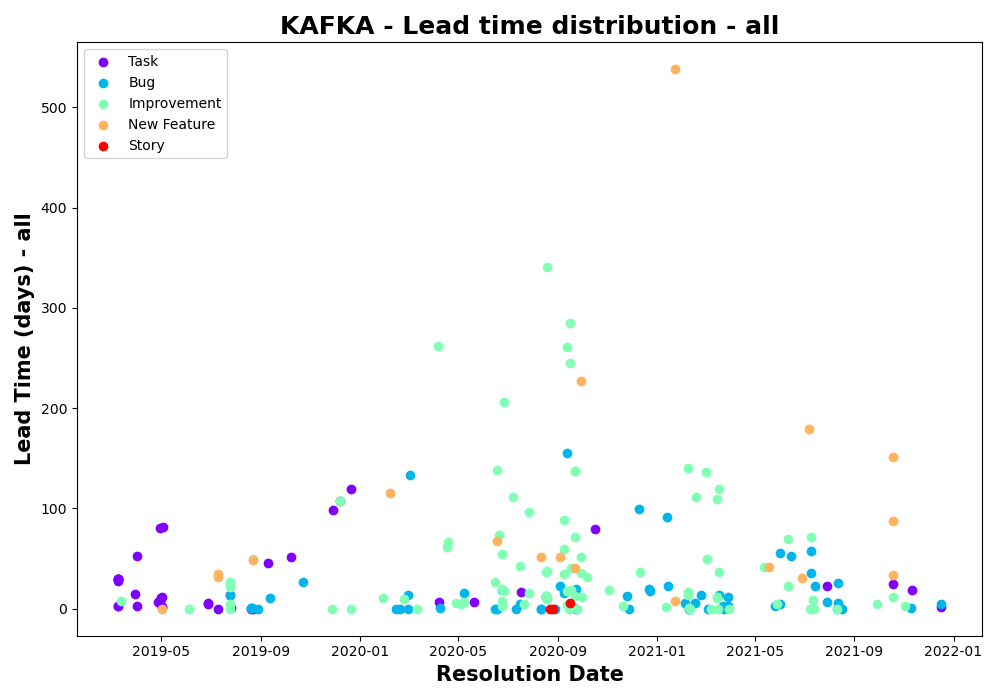 KAFKA - Lead time distribution - all
Task
Bug
Improvement
New Feature
Story
500
400
300
200
100
0
Lead Time (days) - all
2019-05
2019-09
2020-01
2020-05
2020-09
2021-01
2021-05
2021-09
2022-01
Resolution Date